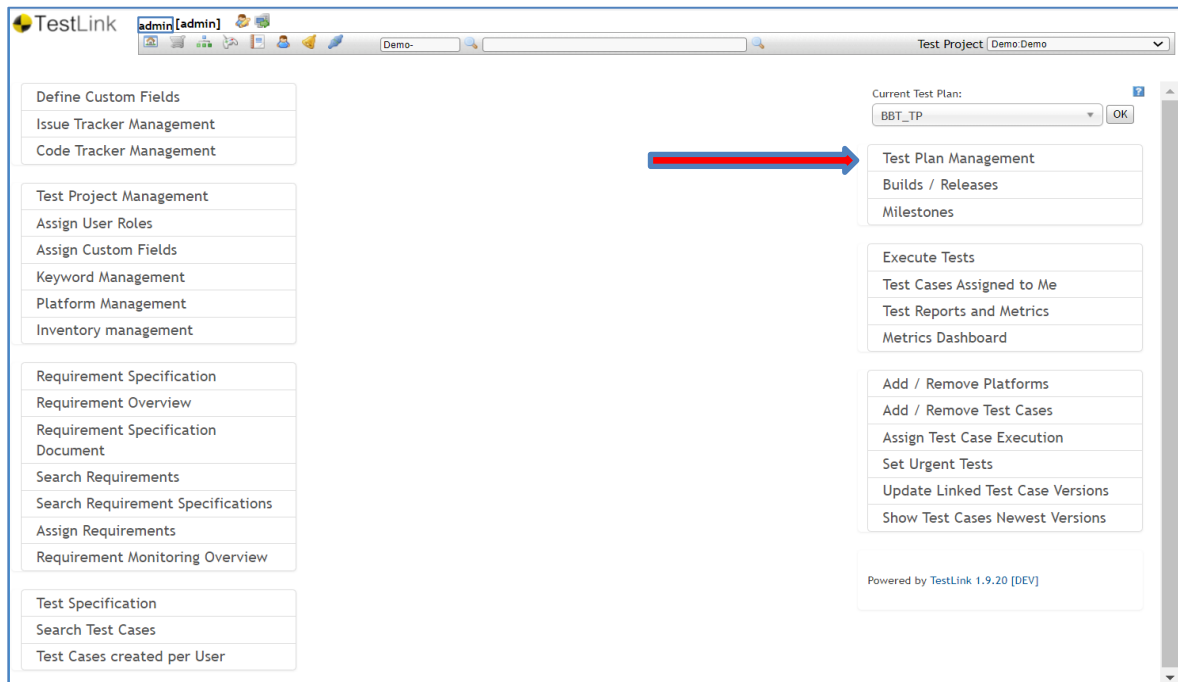 TestLink
admin [admin]
Demo-
Test Project Demo:Demo
Define Custom Fields
Issue Tracker Management
Code Tracker Management
Test Project Management
Assign User Roles
Assign Custom Fields
Keyword Management
Platform Management
Inventory management
Requirement Specification
Requirement Overview
Requirement Specification
Document
Search Requirements
Search Requirement Specifications
Assign Requirements
Requirement Monitoring Overview
Test Specification
Search Test Cases
Test Cases created per User
Current Test Plan:
?
BBT_TP
OK
Test Plan Management
Builds / Releases
Milestones
Execute Tests
Test Cases Assigned to Me
Test Reports and Metrics
Metrics Dashboard
Add / Remove Platforms
Add / Remove Test Cases
Assign Test Case Execution
Set Urgent Tests
Update Linked Test Case Versions
Show Test Cases Newest Versions
Powered by TestLink 1.9.20 [DEV]